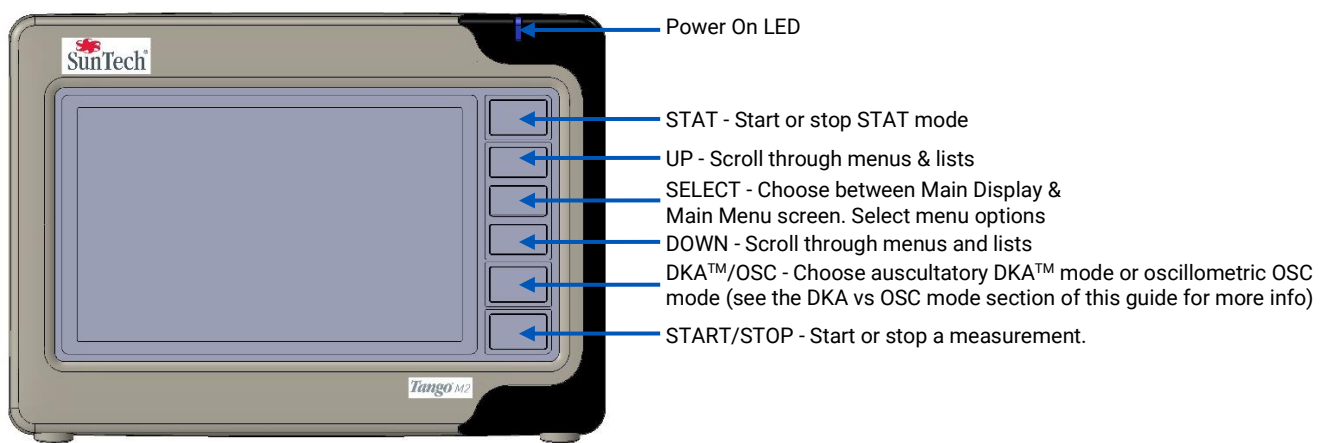 SunTech®
Power On LED
STAT - Start or stop STAT mode
UP - Scroll through menus & lists
SELECT - Choose between Main Display &
Main Menu screen. Select menu options
DOWN - Scroll through menus and lists
DKA™/OSC - Choose auscultatory DKA™ mode or oscillometric OSC
mode (see the DKA vs OSC mode section of this guide for more info)
START/STOP - Start or stop a measurement.
Tango M2